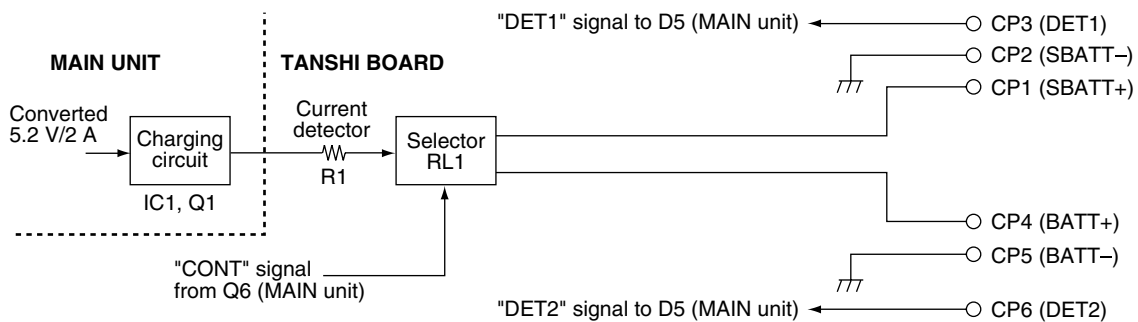 "DET1" signal to D5 (MAIN unit)
CP3 (DET1)
CP2 (SBATT–)
CP1 (SBATT+)
MAIN UNIT
TANSHI BOARD
Converted
5.2 V/2 A
Charging
circuit
IC1, Q1
Current
detector
R1
Selector
RL1
CP4 (BATT+)
CP5 (BATT–)
"CONT" signal
from Q6 (MAIN unit)
"DET2" signal to D5 (MAIN unit)
CP6 (DET2)